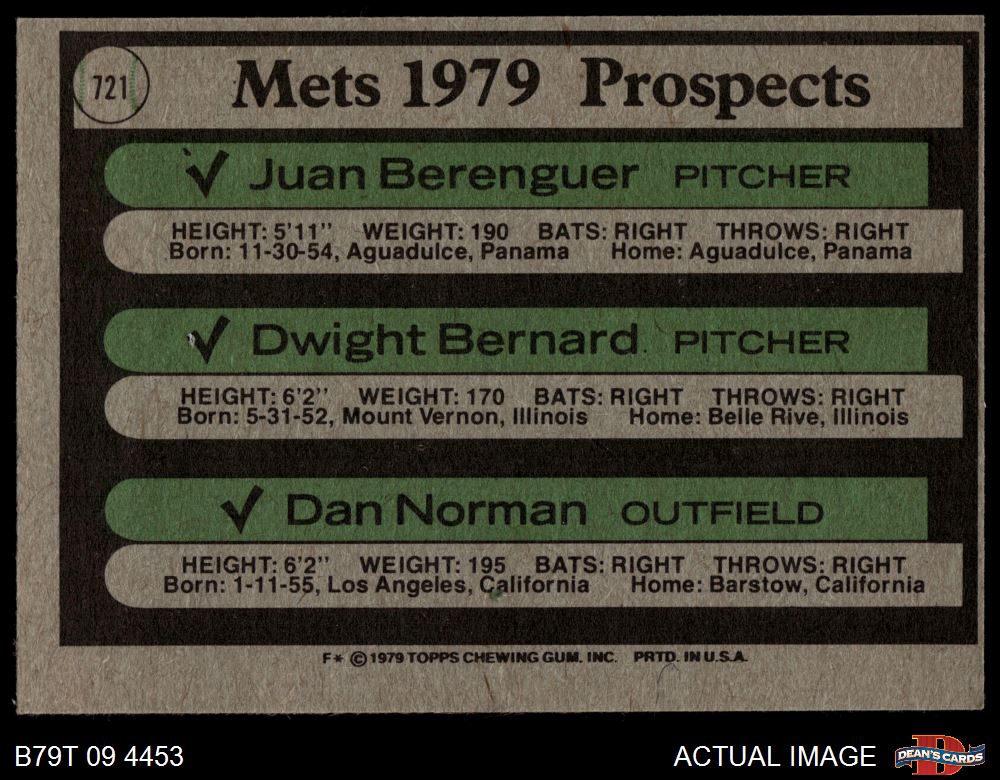 721
Mets 1979 Prospects
✓ Juan Berenguer PITCHER
HEIGHT: 5'11" WEIGHT: 190 BATS: RIGHT THROWS: RIGHT
Born: 11-30-54, Aguadulce, Panama Home: Aguadulce, Panama
✓ Dwight Bernard PITCHER
HEIGHT: 6'2" WEIGHT: 170 BATS: RIGHT THROWS: RIGHT
Born: 5-31-52, Mount Vernon, Illinois Home: Belle Rive, Illinois
✓ Dan Norman OUTFIELD
HEIGHT: 6'2" WEIGHT: 195 BATS: RIGHT THROWS: RIGHT
Born: 1-11-55, Los Angeles, California Home: Barstow, California
F* © 1979 TOPPS CHEWING GUM, INC. PRTD. IN U.S.A.
B79T 09 4453
ACTUAL IMAGE
D
DEAN'S CARDS